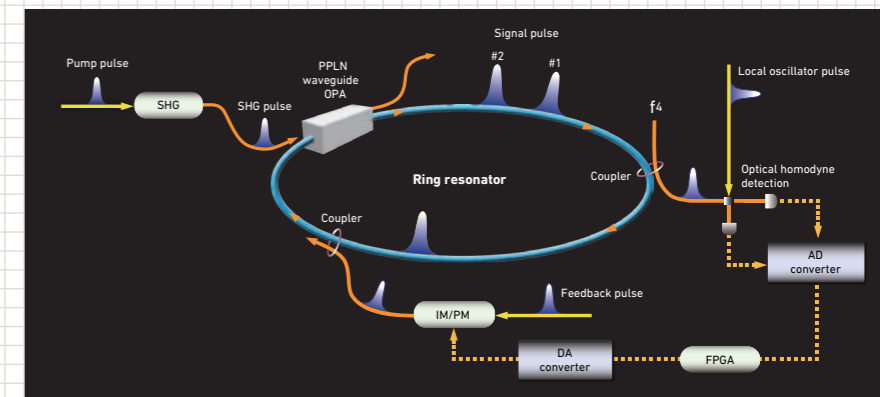 Signal pulse
PPLN
waveguide
OPA
#2
#1
Pump pulse
Local oscillator pulse
SHG
SHG pulse
f4
Ring resonator
Coupler
Optical homodyne
detection
Coupler
AD
converter
Feedback pulse
IM/PM
DA
converter
FPGA